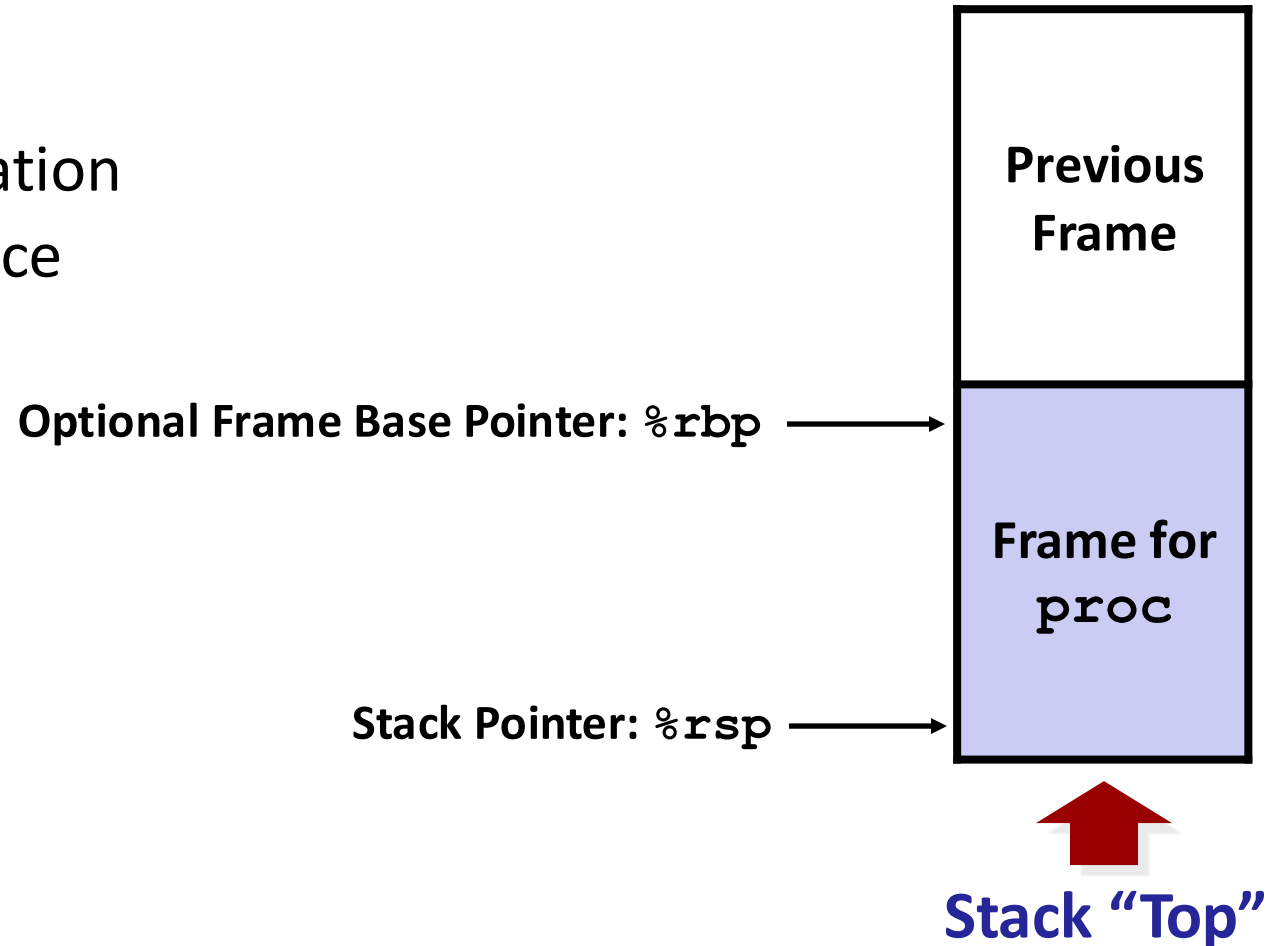 ation
ce
Previous
Frame
Optional Frame Base Pointer: %rbp
Frame for
proc
Stack Pointer: %rsp
Stack “Top”